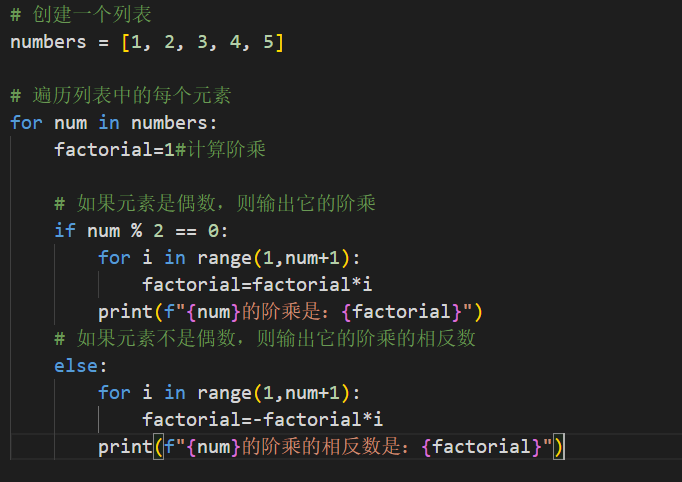 # 创建一个列表
numbers = [1, 2, 3, 4, 5]
# 遍历列表中的每个元素
for num in numbers:
    factorial=1#计算阶乘
    # 如果元素是偶数，则输出它的阶乘
    if num % 2 == 0:
        for i in range(1,num+1):
            factorial=factorial*i
        print(f"{num}的阶乘是：{factorial}")
    # 如果元素不是偶数，则输出它的阶乘的相反数
    else:
        for i in range(1,num+1):
            factorial=-factorial*i
        print(f"{num}的阶乘的相反数是：{factorial}")